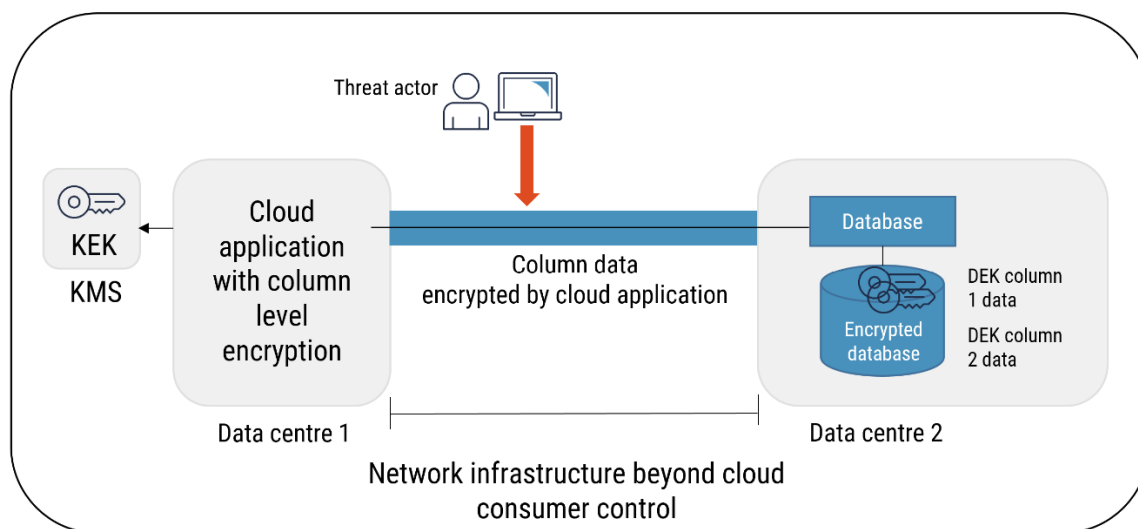 Threat actor
KEK
KMS
Cloud
application
with column
level
encryption
Column data
encrypted by cloud application
Database
Encrypted
database
DEK column
1 data
DEK column
2 data
Data centre 1
Data centre 2
Network infrastructure beyond cloud
consumer control